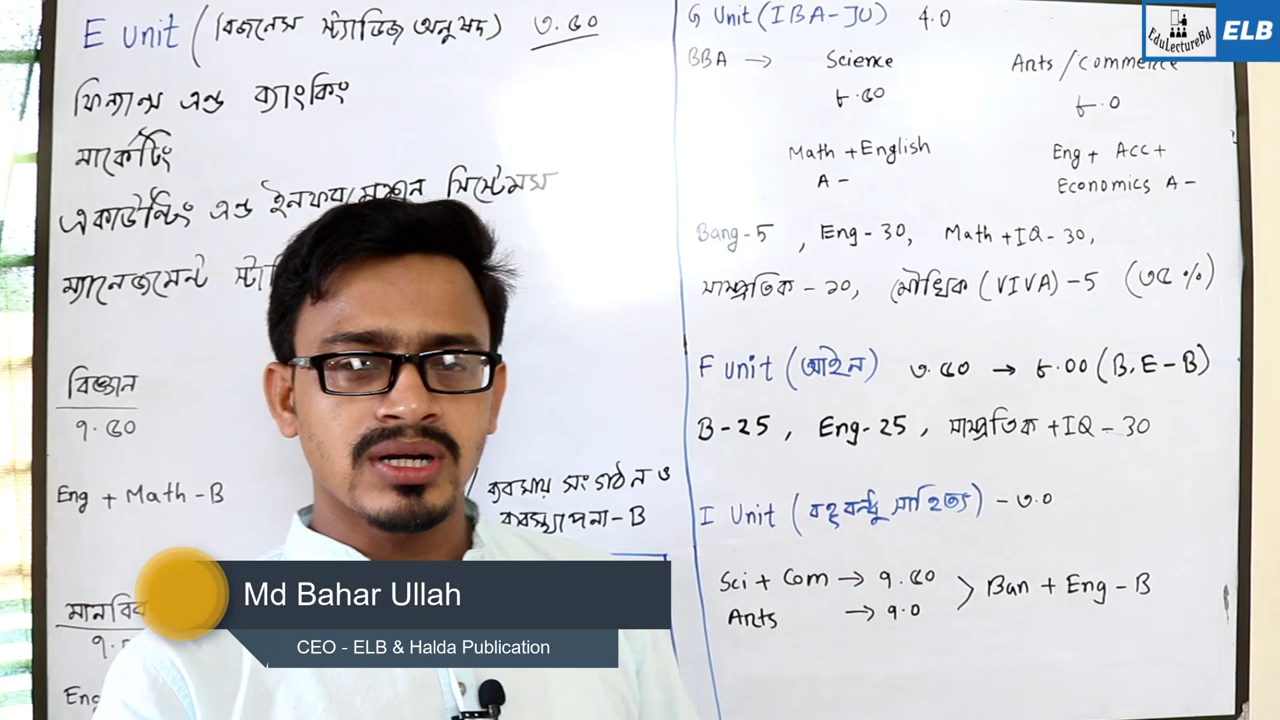 E Unit (বিজনেস স্ট্যাডিজ অনুষদ) ৩.৫০
ফিন্যান্স এন্ড ব্যাংকিং
মার্কেটিং
একাউন্টিং এন্ড ইনফরমেশন সিস্টেমস
ম্যানেজমেন্ট
বিজ্ঞান
৭.৫০
Eng + Math - B
ব্যবসায় সংগঠন ও
ব্যবস্থাপনা - B
মানবিক
Eng
G Unit (IBA-JU) 4.0
BBA → Science Arts / Commerce
৮.৫০ ৮.০
Math + English Eng + Acc +
A - Economics A -
Bang - 5, Eng - 30, Math + IQ - 30,
সাম্প্রতিক - ১০, মৌখিক (VIVA) - 5 (৩৫%)
F unit (আইন) ৩.৫০ → ৮.০০ (B, E - B)
B - 25, Eng - 25, সাম্প্রতিক + IQ - 30
I Unit (বঙ্গবন্ধু সাহিত্য) - ৩.০
Sci + Com → ৭.৫০ > Ban + Eng - B
Arts → ৭.০
EduLectureBd
ELB
Md Bahar Ullah
CEO - ELB & Halda Publication